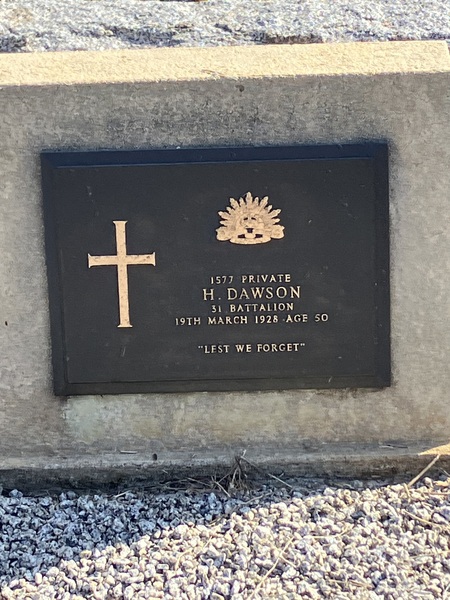 1577 PRIVATE
H. DAWSON
31 BATTALION
19TH MARCH 1928 AGE 50
"LEST WE FORGET"